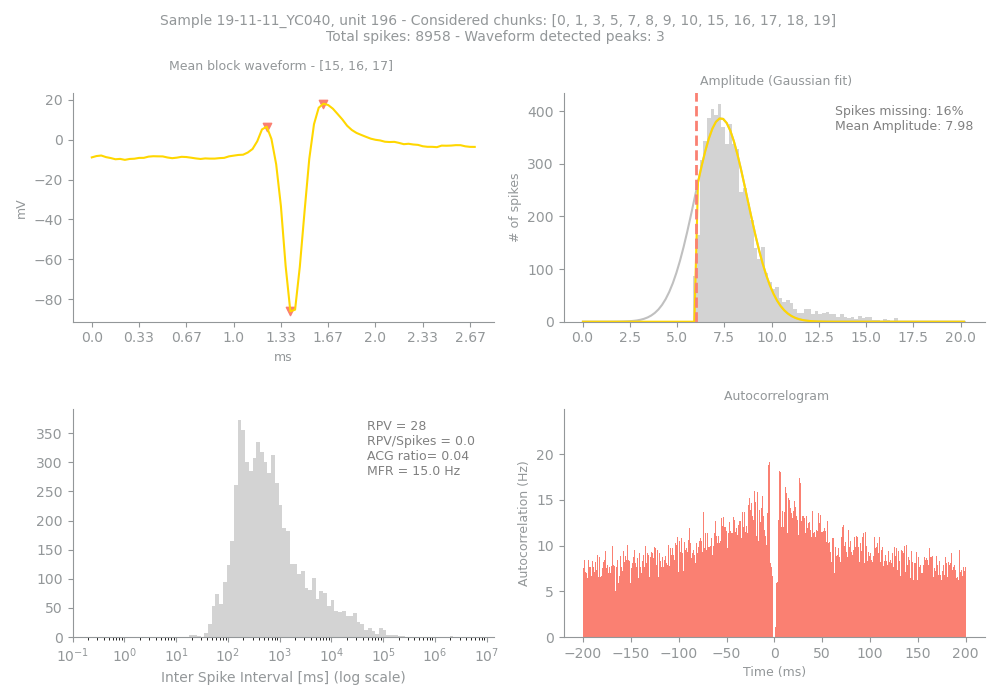 Sample 19-11-11_YC040, unit 196 - Considered chunks: [0, 1, 3, 5, 7, 8, 9, 10, 15, 16, 17, 18, 19]
Total spikes: 8958 - Waveform detected peaks: 3
Mean block waveform - [15, 16, 17]
20
0
−20
−40
−60
−80
mV
0.0 0.33 0.67 1.0 1.33 1.67 2.0 2.33 2.67
ms
Amplitude (Gaussian fit)
Spikes missing: 16%
Mean Amplitude: 7.98
400
300
200
100
0
# of spikes
0.0 2.5 5.0 7.5 10.0 12.5 15.0 17.5 20.0
RPV = 28
RPV/Spikes = 0.0
ACG ratio= 0.04
MFR = 15.0 Hz
350
300
250
200
150
100
50
0
10⁻¹ 10⁰ 10¹ 10² 10³ 10⁴ 10⁵ 10⁶ 10⁷
Inter Spike Interval [ms] (log scale)
Autocorrelogram
20
15
10
5
0
Autocorrelation (Hz)
−200 −150 −100 −50 0 50 100 150 200
Time (ms)